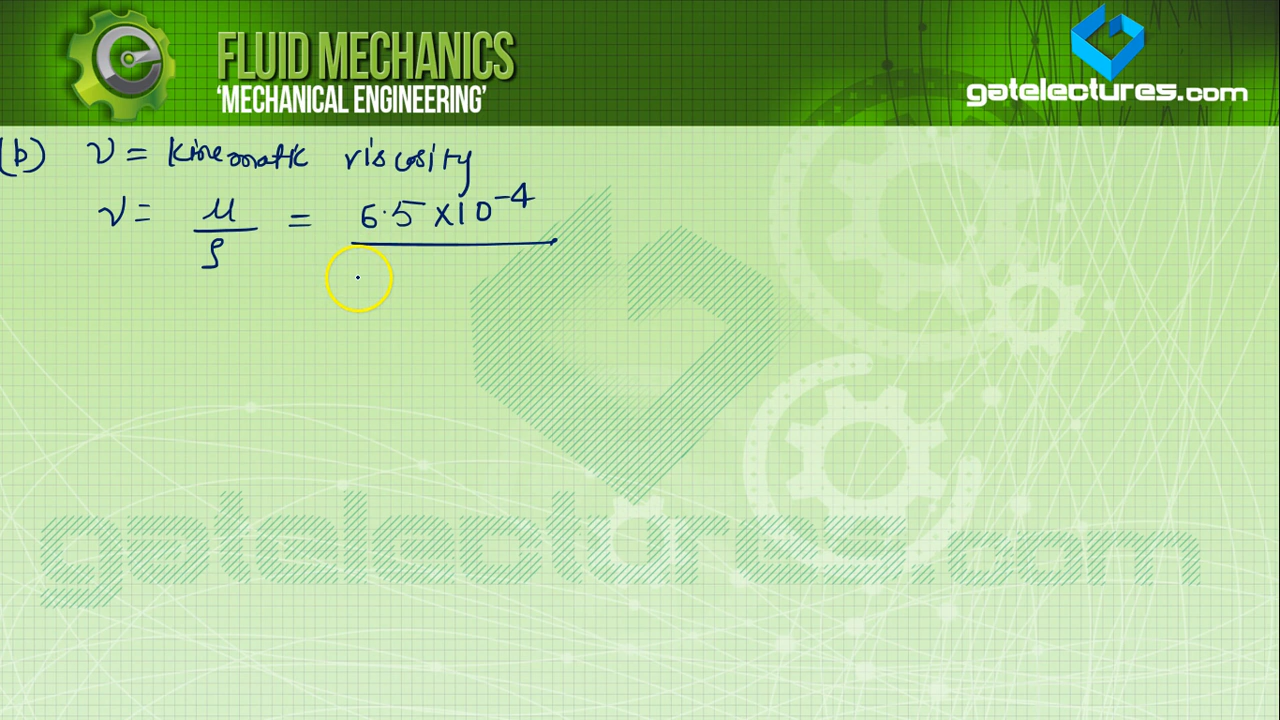 FLUID MECHANICS
'MECHANICAL ENGINEERING'
gatelectures.com
(b) ν = kinematic viscosity
ν = μ/ρ = 6.5 × 10⁻⁴
gatelectures.com